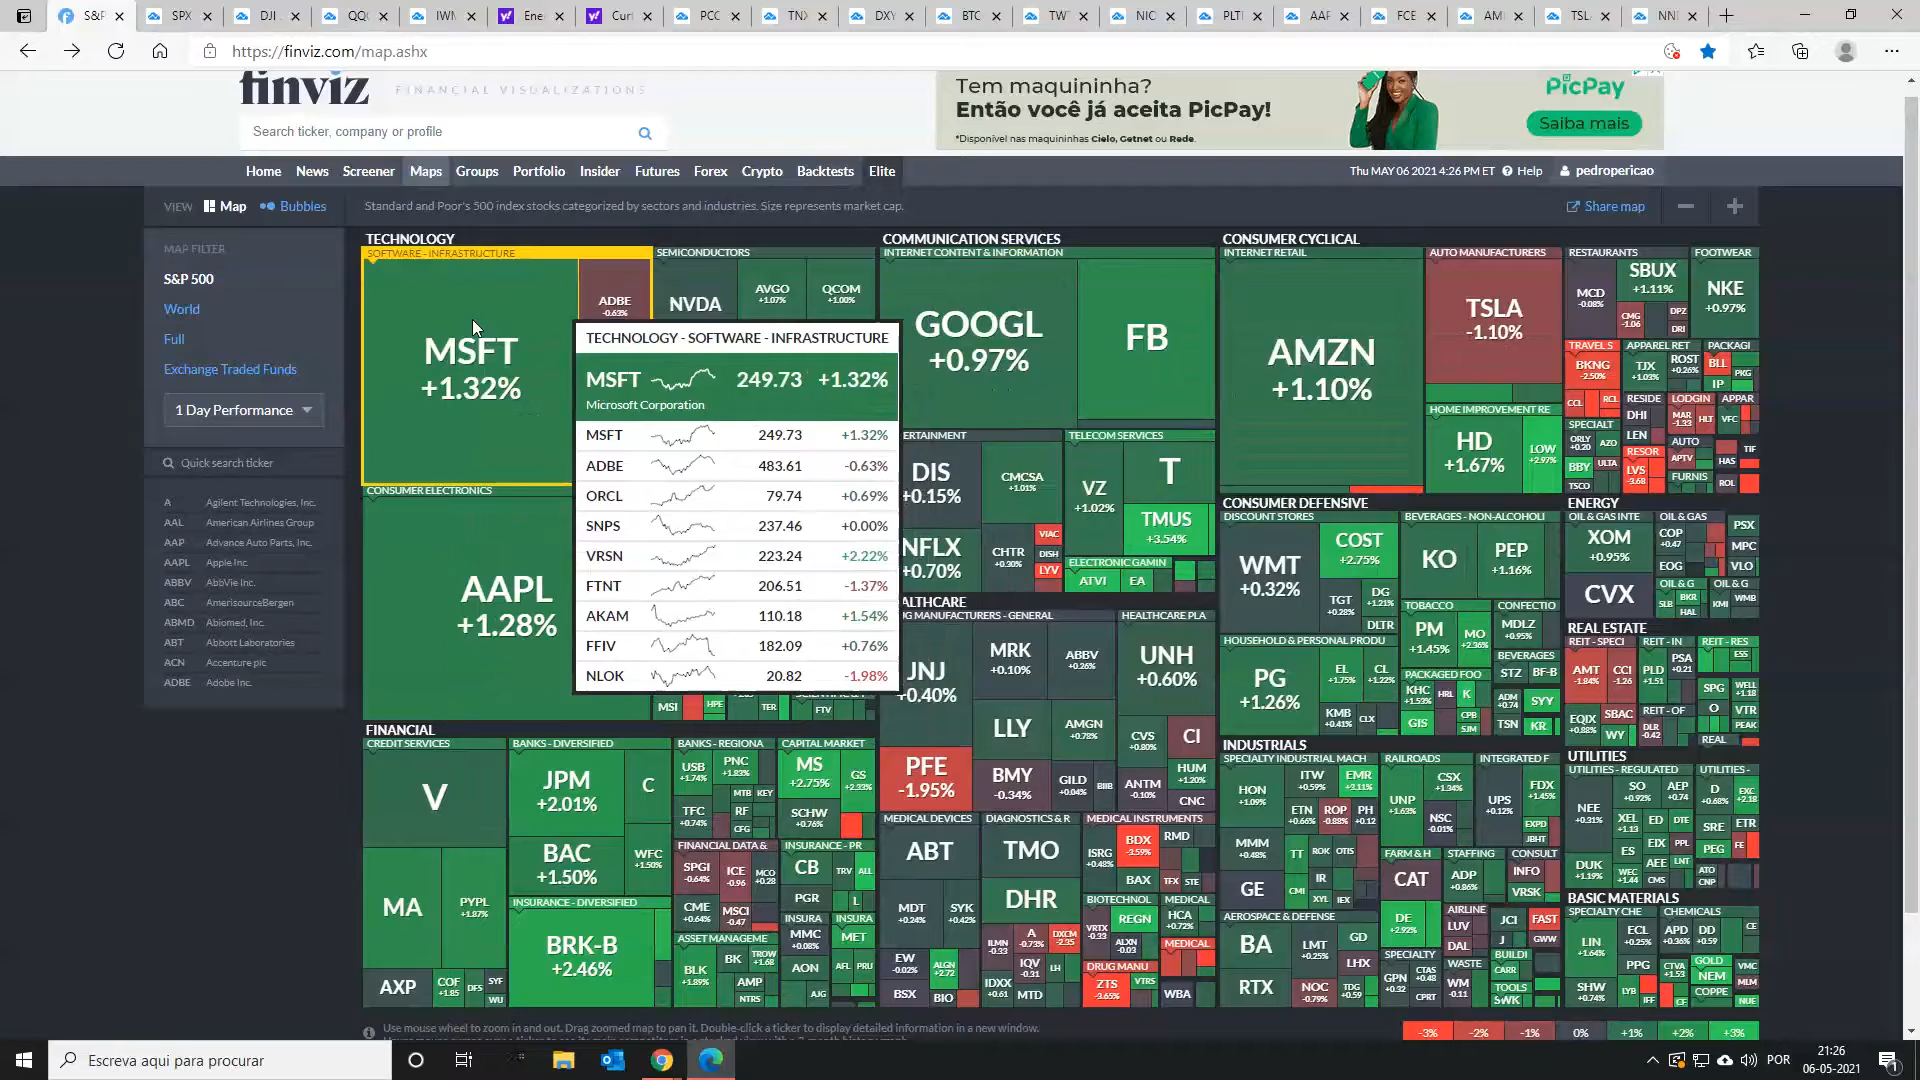 S&P
SPX
DJI
QQQ
IWM
Ene
Curr
PCC
TNX
DXY
BTC
TW
NIC
PLTI
AAP
FCE
AMI
TSL
NNI
https://finviz.com/map.ashx
finviz
FINANCIAL VISUALIZATIONS
Search ticker, company or profile
Tem maquininha?
Então você já aceita PicPay!
*Disponível nas maquininhas Cielo, Getnet ou Rede.
PicPay
Saiba mais
Home News Screener Maps Groups Portfolio Insider Futures Forex Crypto Backtests Elite
Thu MAY 06 2021 4:26 PM ET Help pedropericao
VIEW Map Bubbles
Standard and Poor's 500 index stocks categorized by sectors and industries. Size represents market cap.
Share map
MAP FILTER
S&P 500
World
Full
Exchange Traded Funds
1 Day Performance
Quick search ticker
A Agilent Technologies, Inc.
AAL American Airlines Group
AAP Advance Auto Parts, Inc.
AAPL Apple Inc.
ABBV AbbVie Inc.
ABC AmerisourceBergen
ABMD Abiomed, Inc.
ABT Abbott Laboratories
ACN Accenture plc
ADBE Adobe Inc.
TECHNOLOGY
SOFTWARE - INFRASTRUCTURE
MSFT
+1.32%
ADBE
-0.63%
SEMICONDUCTORS
NVDA
AVGO
+1.07%
QCOM
+1.00%
CONSUMER ELECTRONICS
AAPL
+1.28%
MSI
HPE
TER
FTV
TECHNOLOGY - SOFTWARE - INFRASTRUCTURE
MSFT 249.73 +1.32%
Microsoft Corporation
MSFT 249.73 +1.32%
ADBE 483.61 -0.63%
ORCL 79.74 +0.69%
SNPS 237.46 +0.00%
VRSN 223.24 +2.22%
FTNT 206.51 -1.37%
AKAM 110.18 +1.54%
FFIV 182.09 +0.76%
NLOK 20.82 -1.98%
COMMUNICATION SERVICES
INTERNET CONTENT & INFORMATION
GOOGL
+0.97%
FB
ERTAINMENT
DIS
+0.15%
CMCSA
+1.01%
NFLX
+0.70%
CHTR
+0.30%
VIAC
DISH
LYV
TELECOM SERVICES
VZ
+1.02%
T
TMUS
+3.54%
ELECTRONIC GAMIN
ATVI
EA
CONSUMER CYCLICAL
INTERNET RETAIL
AMZN
+1.10%
AUTO MANUFACTURERS
TSLA
-1.10%
HOME IMPROVEMENT RE
HD
+1.67%
LOW
+2.97%
RESTAURANTS
MCD
-0.08%
SBUX
+1.11%
CMG
-1.06
DPZ
DRI
FOOTWEAR
NKE
+0.97%
TRAVEL S
BKNG
-2.50%
CCL
RCL
APPAREL RET
TJX
+1.03%
ROST
+0.26%
PACKAGI
BLL
PKG
IP
RESIDE
DHI
LEN
LODGIN
MAR
-1.33
HLT
APPAR
VFC
SPECIALT
ORLY
+0.20
AZO
BBY
ULTA
TSCO
RESOR
LVS
-3.68
AUTO
APTV
FURNIS
HAS
TIF
ROL
FINANCIAL
CREDIT SERVICES
V
MA
PYPL
+1.87%
AXP
COF
+1.85
DFS
SYF
WU
BANKS - DIVERSIFIED
JPM
+2.01%
C
BAC
+1.50%
WFC
+1.50%
INSURANCE - DIVERSIFIED
BRK-B
+2.46%
BANKS - REGIONA
USB
+1.74%
PNC
+1.83%
TFC
+0.74%
MTB
KEY
RF
CFG
CAPITAL MARKET
MS
+2.75%
GS
+2.33%
SCHW
+0.76%
FINANCIAL DATA &
SPGI
-0.64%
ICE
-0.96
MCO
+0.28
CME
+0.64%
MSCI
-0.47
ASSET MANAGEME
BLK
+1.89%
BK
TROW
+1.68
AMP
NTRS
INSURANCE - PR
CB
TRV
ALL
PGR
L
INSURA
MMC
+0.08%
AON
AJG
INSURA
MET
AFL
PRU
ALTHCARE
G MANUFACTURERS - GENERAL
JNJ
+0.40%
MRK
+0.10%
ABBV
+0.26%
LLY
AMGN
+0.78%
PFE
-1.95%
BMY
-0.34%
GILD
+0.04%
BIIB
HEALTHCARE PLA
UNH
+0.60%
CVS
+0.80%
CI
ANTM
-0.10%
HUM
+1.20%
CNC
MEDICAL DEVICES
ABT
MDT
+0.24%
SYK
+0.42%
EW
-0.02%
ALGN
+2.72
BSX
BIO
DIAGNOSTICS & R
TMO
DHR
ILMN
-0.33
A
-0.73%
DXCM
-2.35
IDXX
+0.61
IQV
-0.31
LH
MTD
MEDICAL INSTRUMENTS
ISRG
+0.48%
BDX
-3.59%
RMD
BAX
TFX
STE
BIOTECHNOL
VRTX
-0.33
REGN
ALXN
-0.03
MEDICAL
HCA
+0.72%
MEDICAL
DRUG MANU
ZTS
-3.65%
VTRS
WBA
CONSUMER DEFENSIVE
DISCOUNT STORES
WMT
+0.32%
COST
+2.75%
TGT
+0.28%
DG
+1.21%
DLTR
BEVERAGES - NON-ALCOHOLI
KO
PEP
+1.16%
HOUSEHOLD & PERSONAL PRODU
PG
+1.26%
EL
+1.75%
CL
+1.22%
KMB
+0.41%
CLX
TOBACCO
PM
+1.45%
MO
+2.36%
CONFECTIO
MDLZ
+0.95%
BEVERAGES
STZ
BF-B
PACKAGED FOO
KHC
+1.53%
HRL
K
GIS
CPB
SJM
ADM
+0.74
SYY
TSN
KR
ENERGY
OIL & GAS INTE
XOM
+0.95%
CVX
OIL & GAS
COP
+0.47
EOG
PSX
MPC
VLO
OIL & G
SLB
BKR
HAL
OIL & G
KMI
WMB
REAL ESTATE
REIT - SPECI
AMT
-1.84%
CCI
-1.26
EQIX
+0.88%
SBAC
WY
REIT - IN
PLD
+1.51
PSA
+0.21
REIT - OF
DLR
-0.42
REIT - RES
ESS
SPG
WELL
+1.18
O
VTR
PEAK
REAL
INDUSTRIALS
SPECIALTY INDUSTRIAL MACH
HON
+1.09%
ITW
+0.59%
EMR
+3.11%
ETN
+0.66%
ROP
-0.88%
PH
+0.12
MMM
+0.48%
TT
ROK
OTIS
GE
CMI
IR
XYL
IEX
RAILROADS
UNP
+1.63%
CSX
+1.34%
NSC
-0.01%
INTEGRATED F
UPS
+0.12%
FDX
+1.45%
EXPD
JBHT
FARM & H
CAT
DE
+2.92%
STAFFING
ADP
+0.86%
CONSULT
INFO
VRSK
AEROSPACE & DEFENSE
BA
LMT
+0.25%
GD
RTX
NOC
-0.79%
LHX
TDG
+0.59
AIRLINE
LUV
DAL
JCI
J
FAST
GWW
SPECIALTY
GPN
+0.32
CTAS
+0.48
CPRT
WASTE
WM
-0.11
BUILDI
CARR
TOOLS
SWK
UTILITIES
UTILITIES - REGULATED
NEE
+0.31%
SO
+0.92%
AEP
+0.74
XEL
+1.13
ED
DTE
ES
EIX
PPL
DUK
+1.19%
WEC
+1.44
AEE
LNT
CMS
UTILITIES -
D
+0.68%
EXC
+2.18
SRE
ETR
PEG
FE
ATO
CNP
BASIC MATERIALS
SPECIALTY CHE
LIN
+1.64%
ECL
+0.25%
PPG
SHW
+0.74%
LYB
IFF
CHEMICALS
APD
+0.36%
DD
+0.59
CE
CTVA
+1.53
CF
GOLD
NEM
COPPE
VMC
MLM
NUE
Use mouse wheel to zoom in and out. Drag zoomed map to pan it. Double-click a ticker to display detailed information in a new window.
-3% -2% -1% 0% +1% +2% +3%
Escreva aqui para procurar
POR
21:26
06-05-2021
1